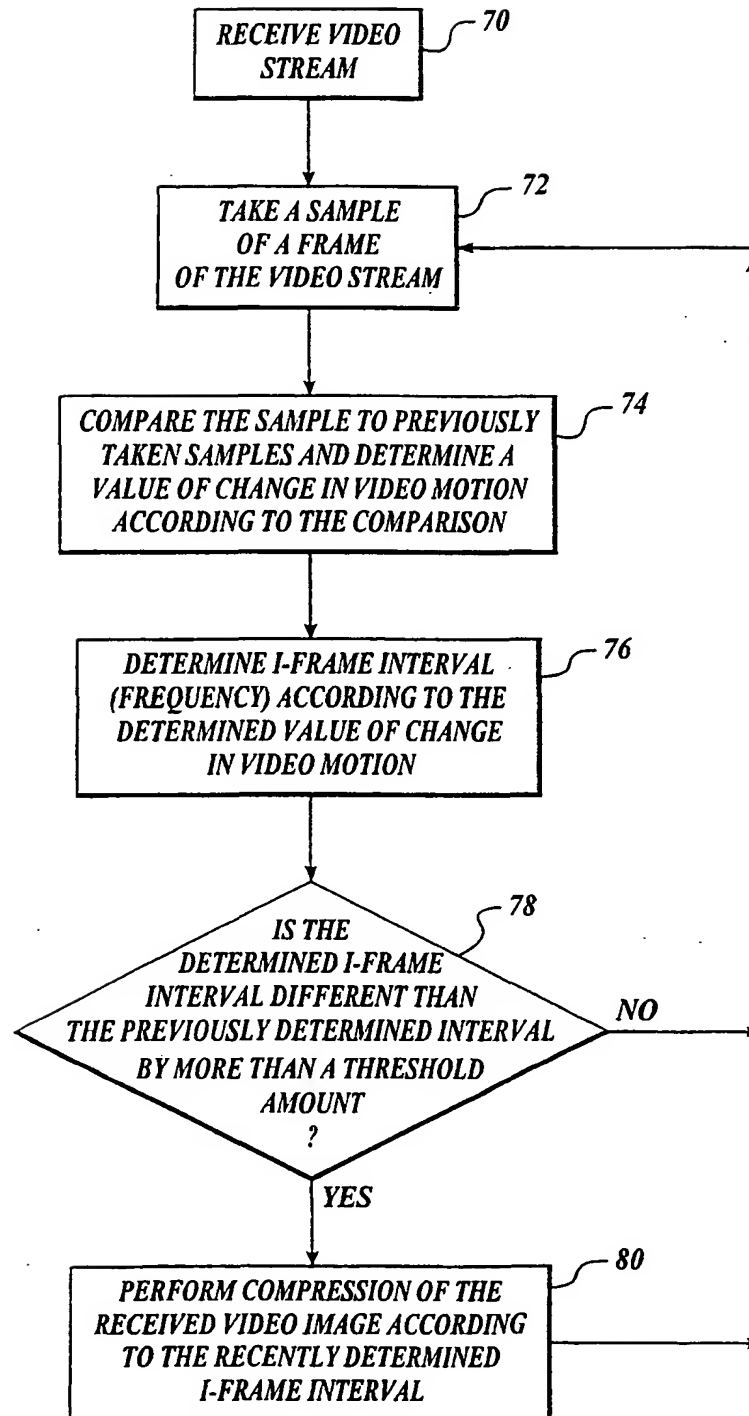 RECEIVE VIDEO
STREAM
70
TAKE A SAMPLE
OF A FRAME
OF THE VIDEO STREAM
72
COMPARE THE SAMPLE TO PREVIOUSLY
TAKEN SAMPLES AND DETERMINE A
VALUE OF CHANGE IN VIDEO MOTION
ACCORDING TO THE COMPARISON
74
DETERMINE I-FRAME INTERVAL
(FREQUENCY) ACCORDING TO THE
DETERMINED VALUE OF CHANGE
IN VIDEO MOTION
76
IS THE
DETERMINED I-FRAME
INTERVAL DIFFERENT THAN
THE PREVIOUSLY DETERMINED INTERVAL
BY MORE THAN A THRESHOLD
AMOUNT
?
78
NO
YES
PERFORM COMPRESSION OF THE
RECEIVED VIDEO IMAGE ACCORDING
TO THE RECENTLY DETERMINED
I-FRAME INTERVAL
80